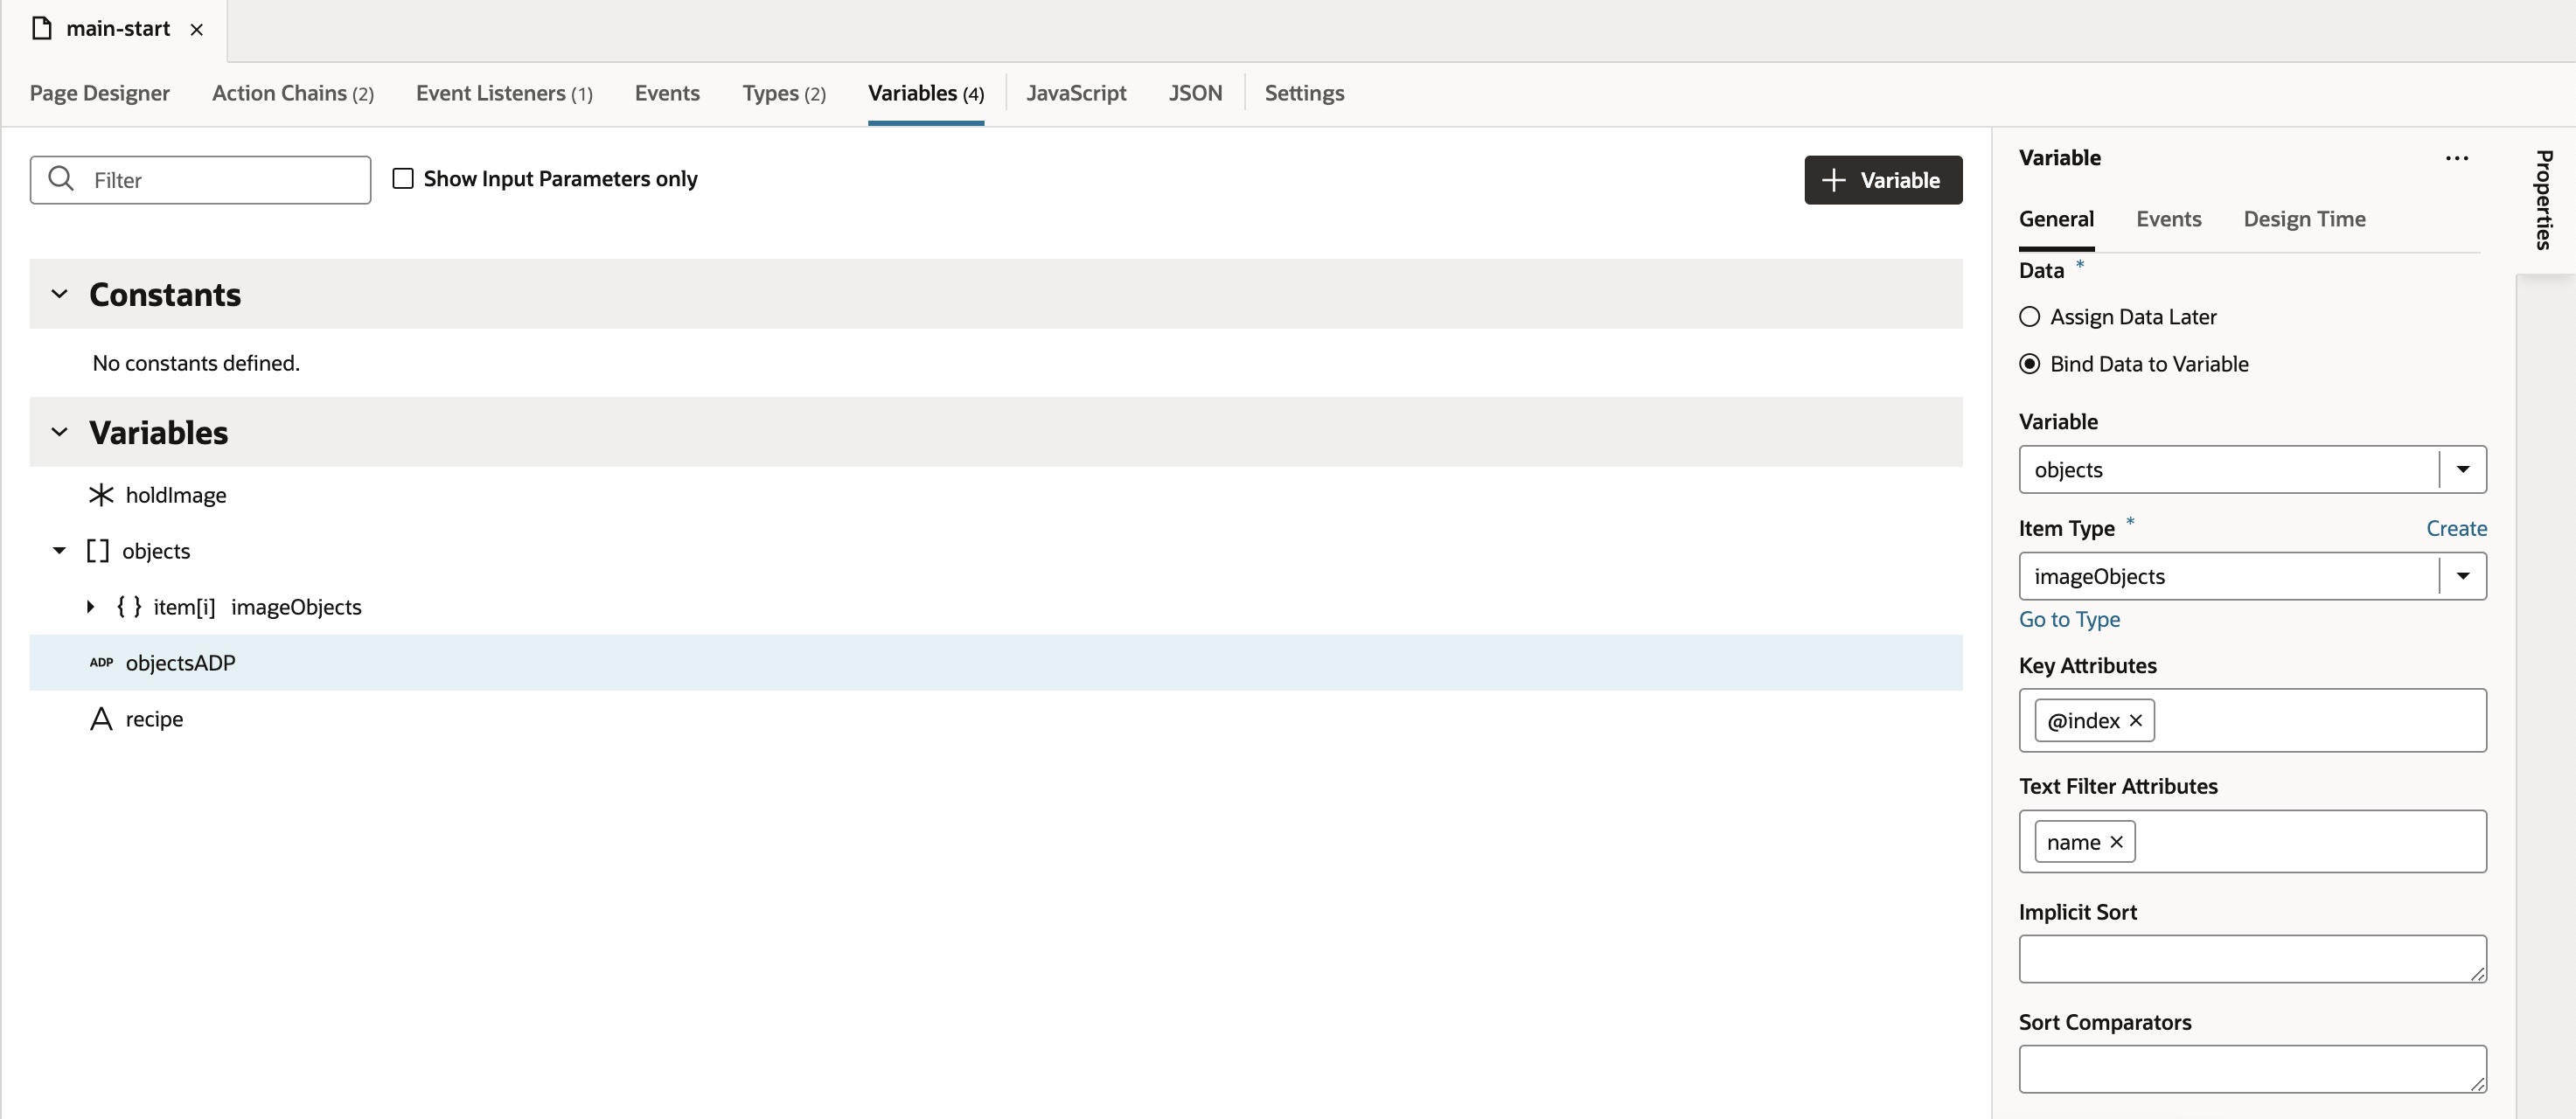 main-start ×
Page Designer Action Chains (2) Event Listeners (1) Events Types (2) Variables (4) JavaScript JSON Settings
Filter
Show Input Parameters only
+ Variable
Constants
No constants defined.
Variables
holdImage
[ ] objects
{ } item[i] imageObjects
ADP objectsADP
A recipe
Variable ...
General Events Design Time
Data *
Assign Data Later
Bind Data to Variable
Variable
objects
Item Type * Create
imageObjects
Go to Type
Key Attributes
@index ×
Text Filter Attributes
name ×
Implicit Sort
Sort Comparators
Properties